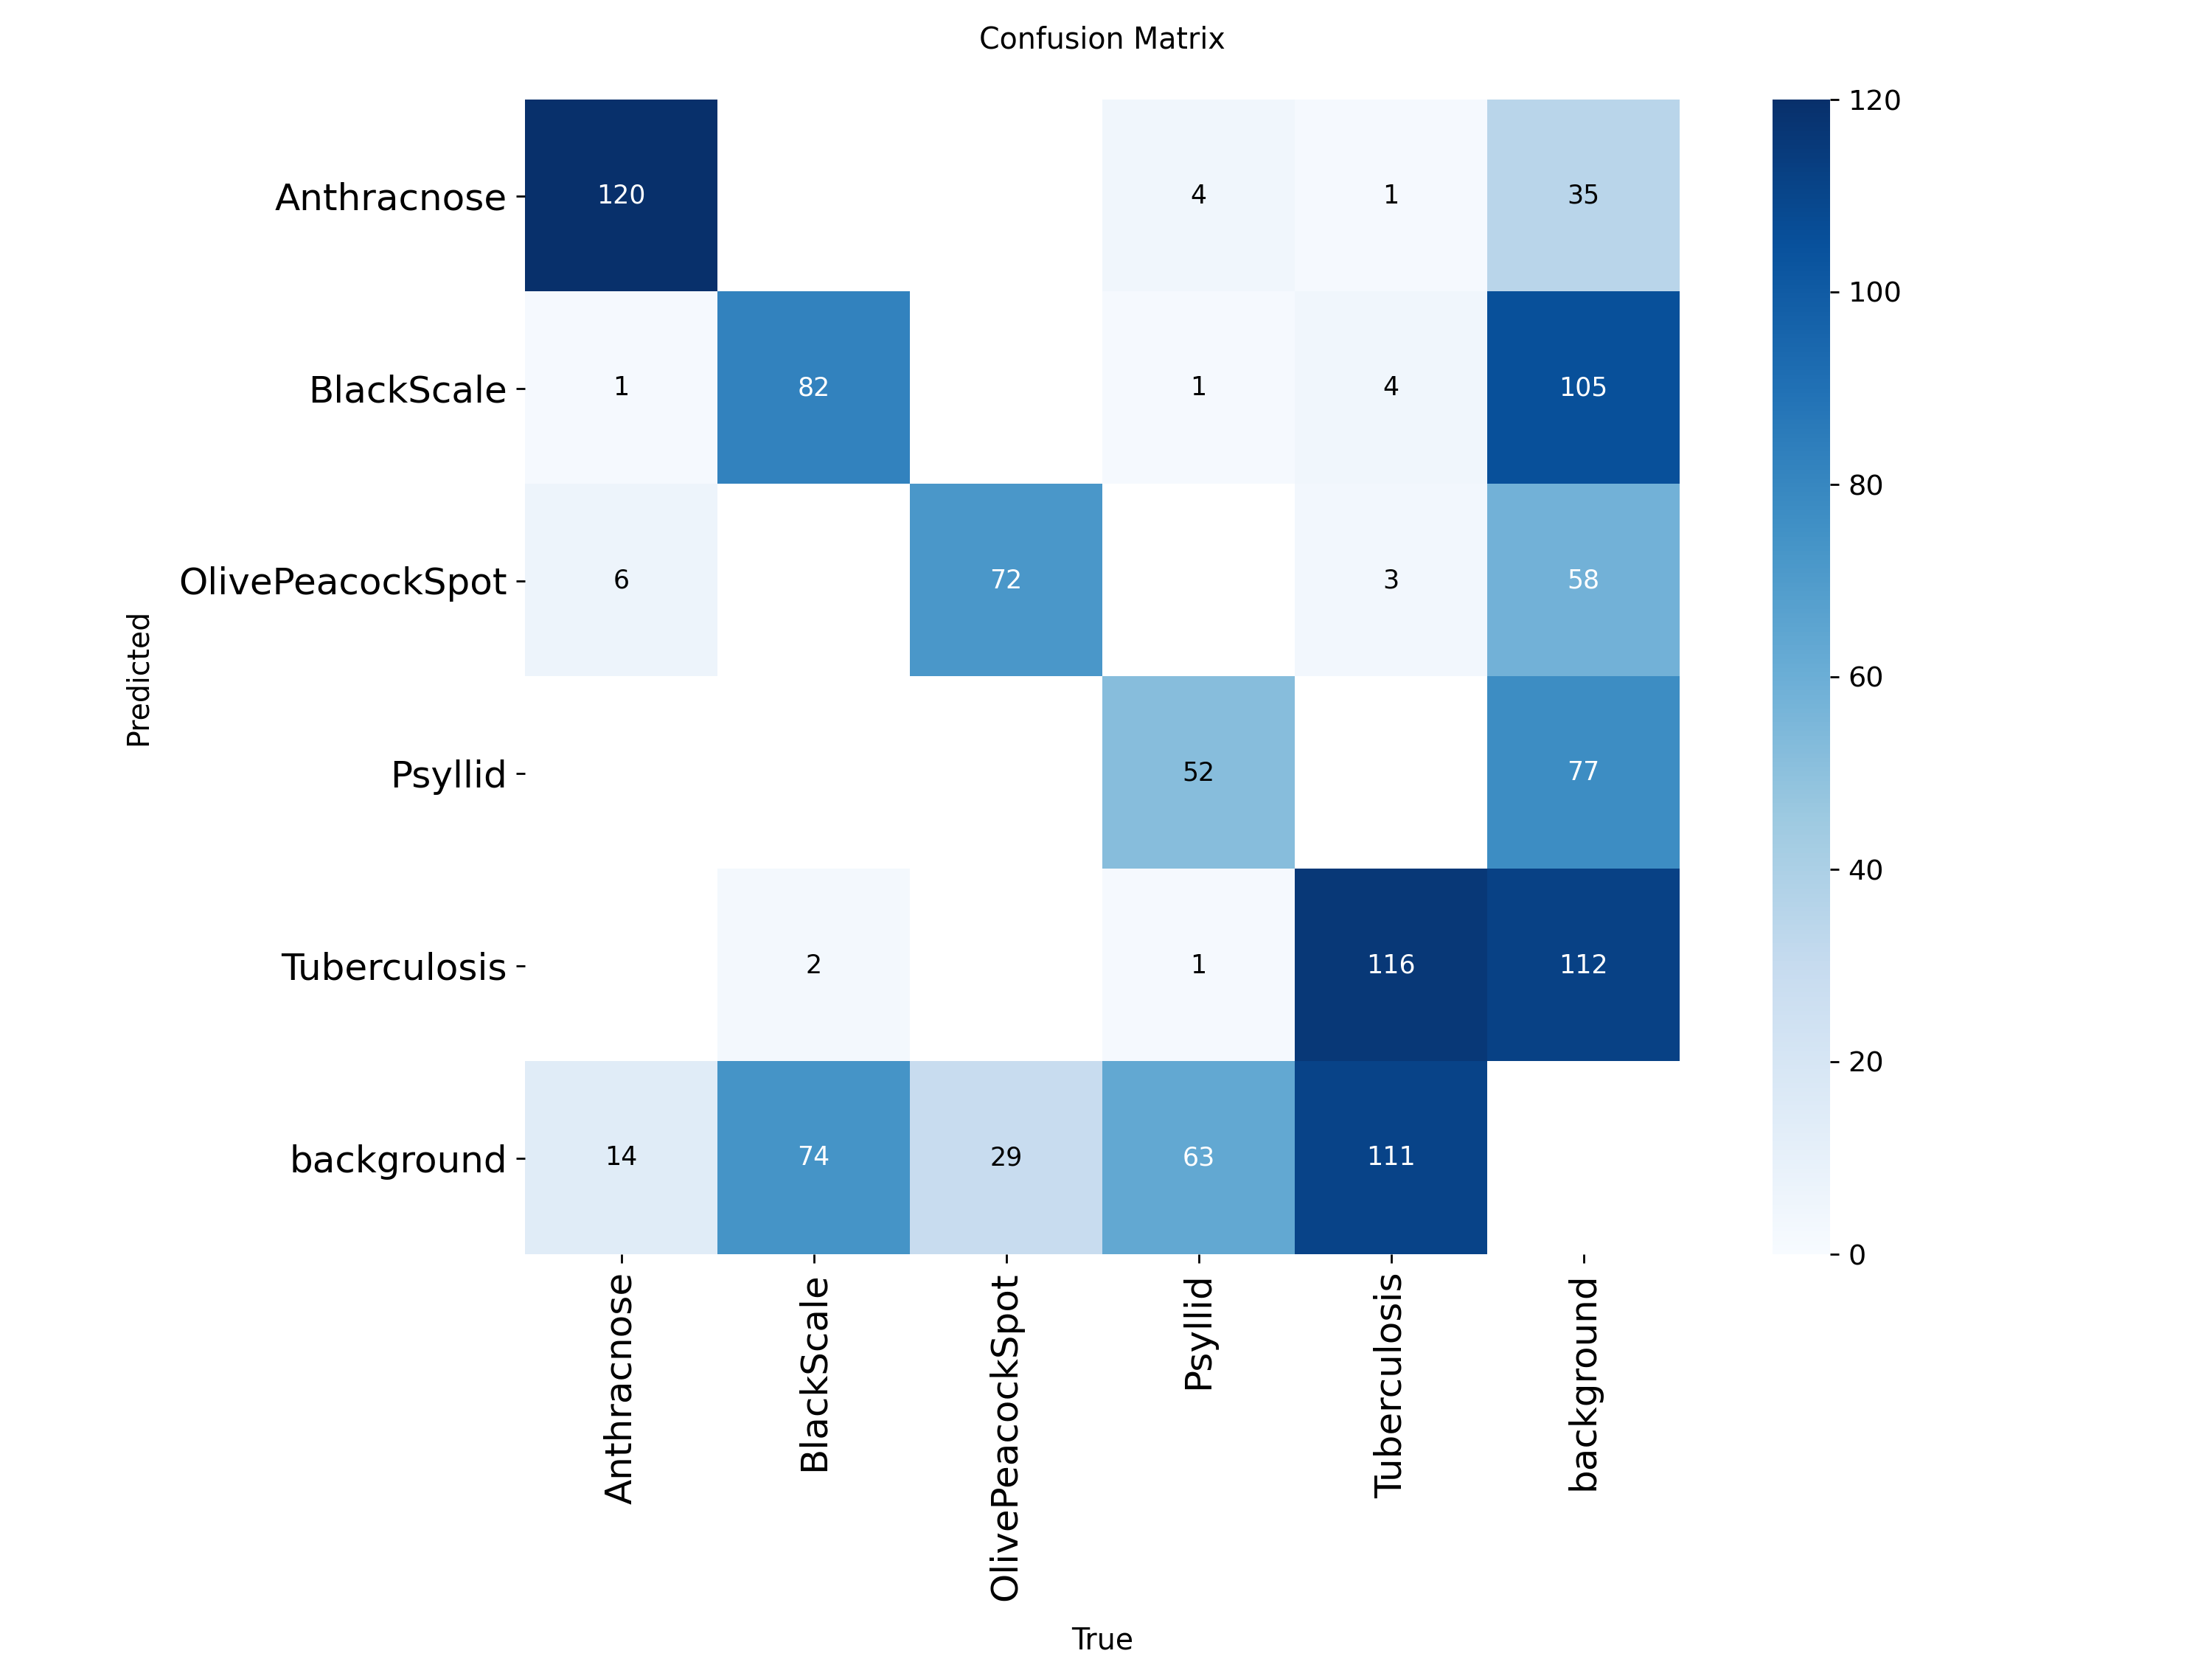 Confusion Matrix
Predicted
Anthracnose 120 4 1 35
BlackScale 1 82 1 4 105
OlivePeacockSpot 6 72 3 58
Psyllid 52 77
Tuberculosis 2 1 116 112
background 14 74 29 63 111
Anthracnose
BlackScale
OlivePeacockSpot
Psyllid
Tuberculosis
background
True
120
100
80
60
40
20
0